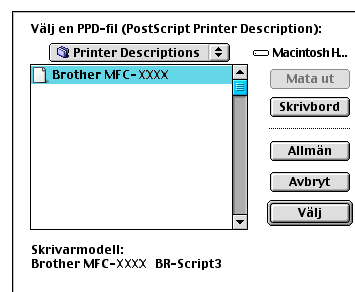 Välj en PPD-fil (PostScript Printer Description):
Printer Descriptions
Macintosh H...
Brother MFC-XXXX
Mata ut
Skrivbord
Allmän
Avbryt
Välj
Skrivarmodell:
Brother MFC-XXXX BR-Script3